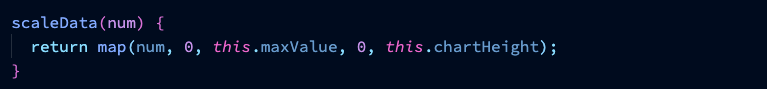 scaleData(num) {
return map(num, 0, this.maxValue, 0, this.chartHeight);
}